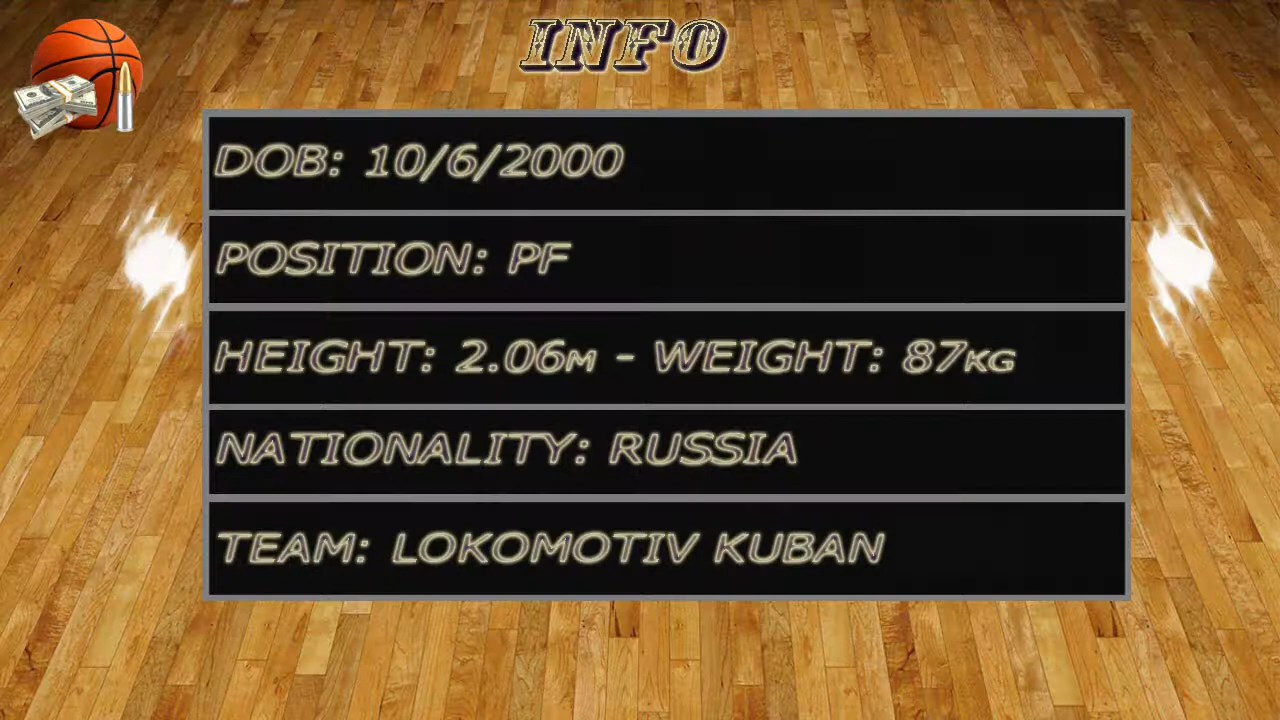 INFO
DOB: 10/6/2000
POSITION: PF
HEIGHT: 2.06M - WEIGHT: 87KG
NATIONALITY: RUSSIA
TEAM: LOKOMOTIV KUBAN